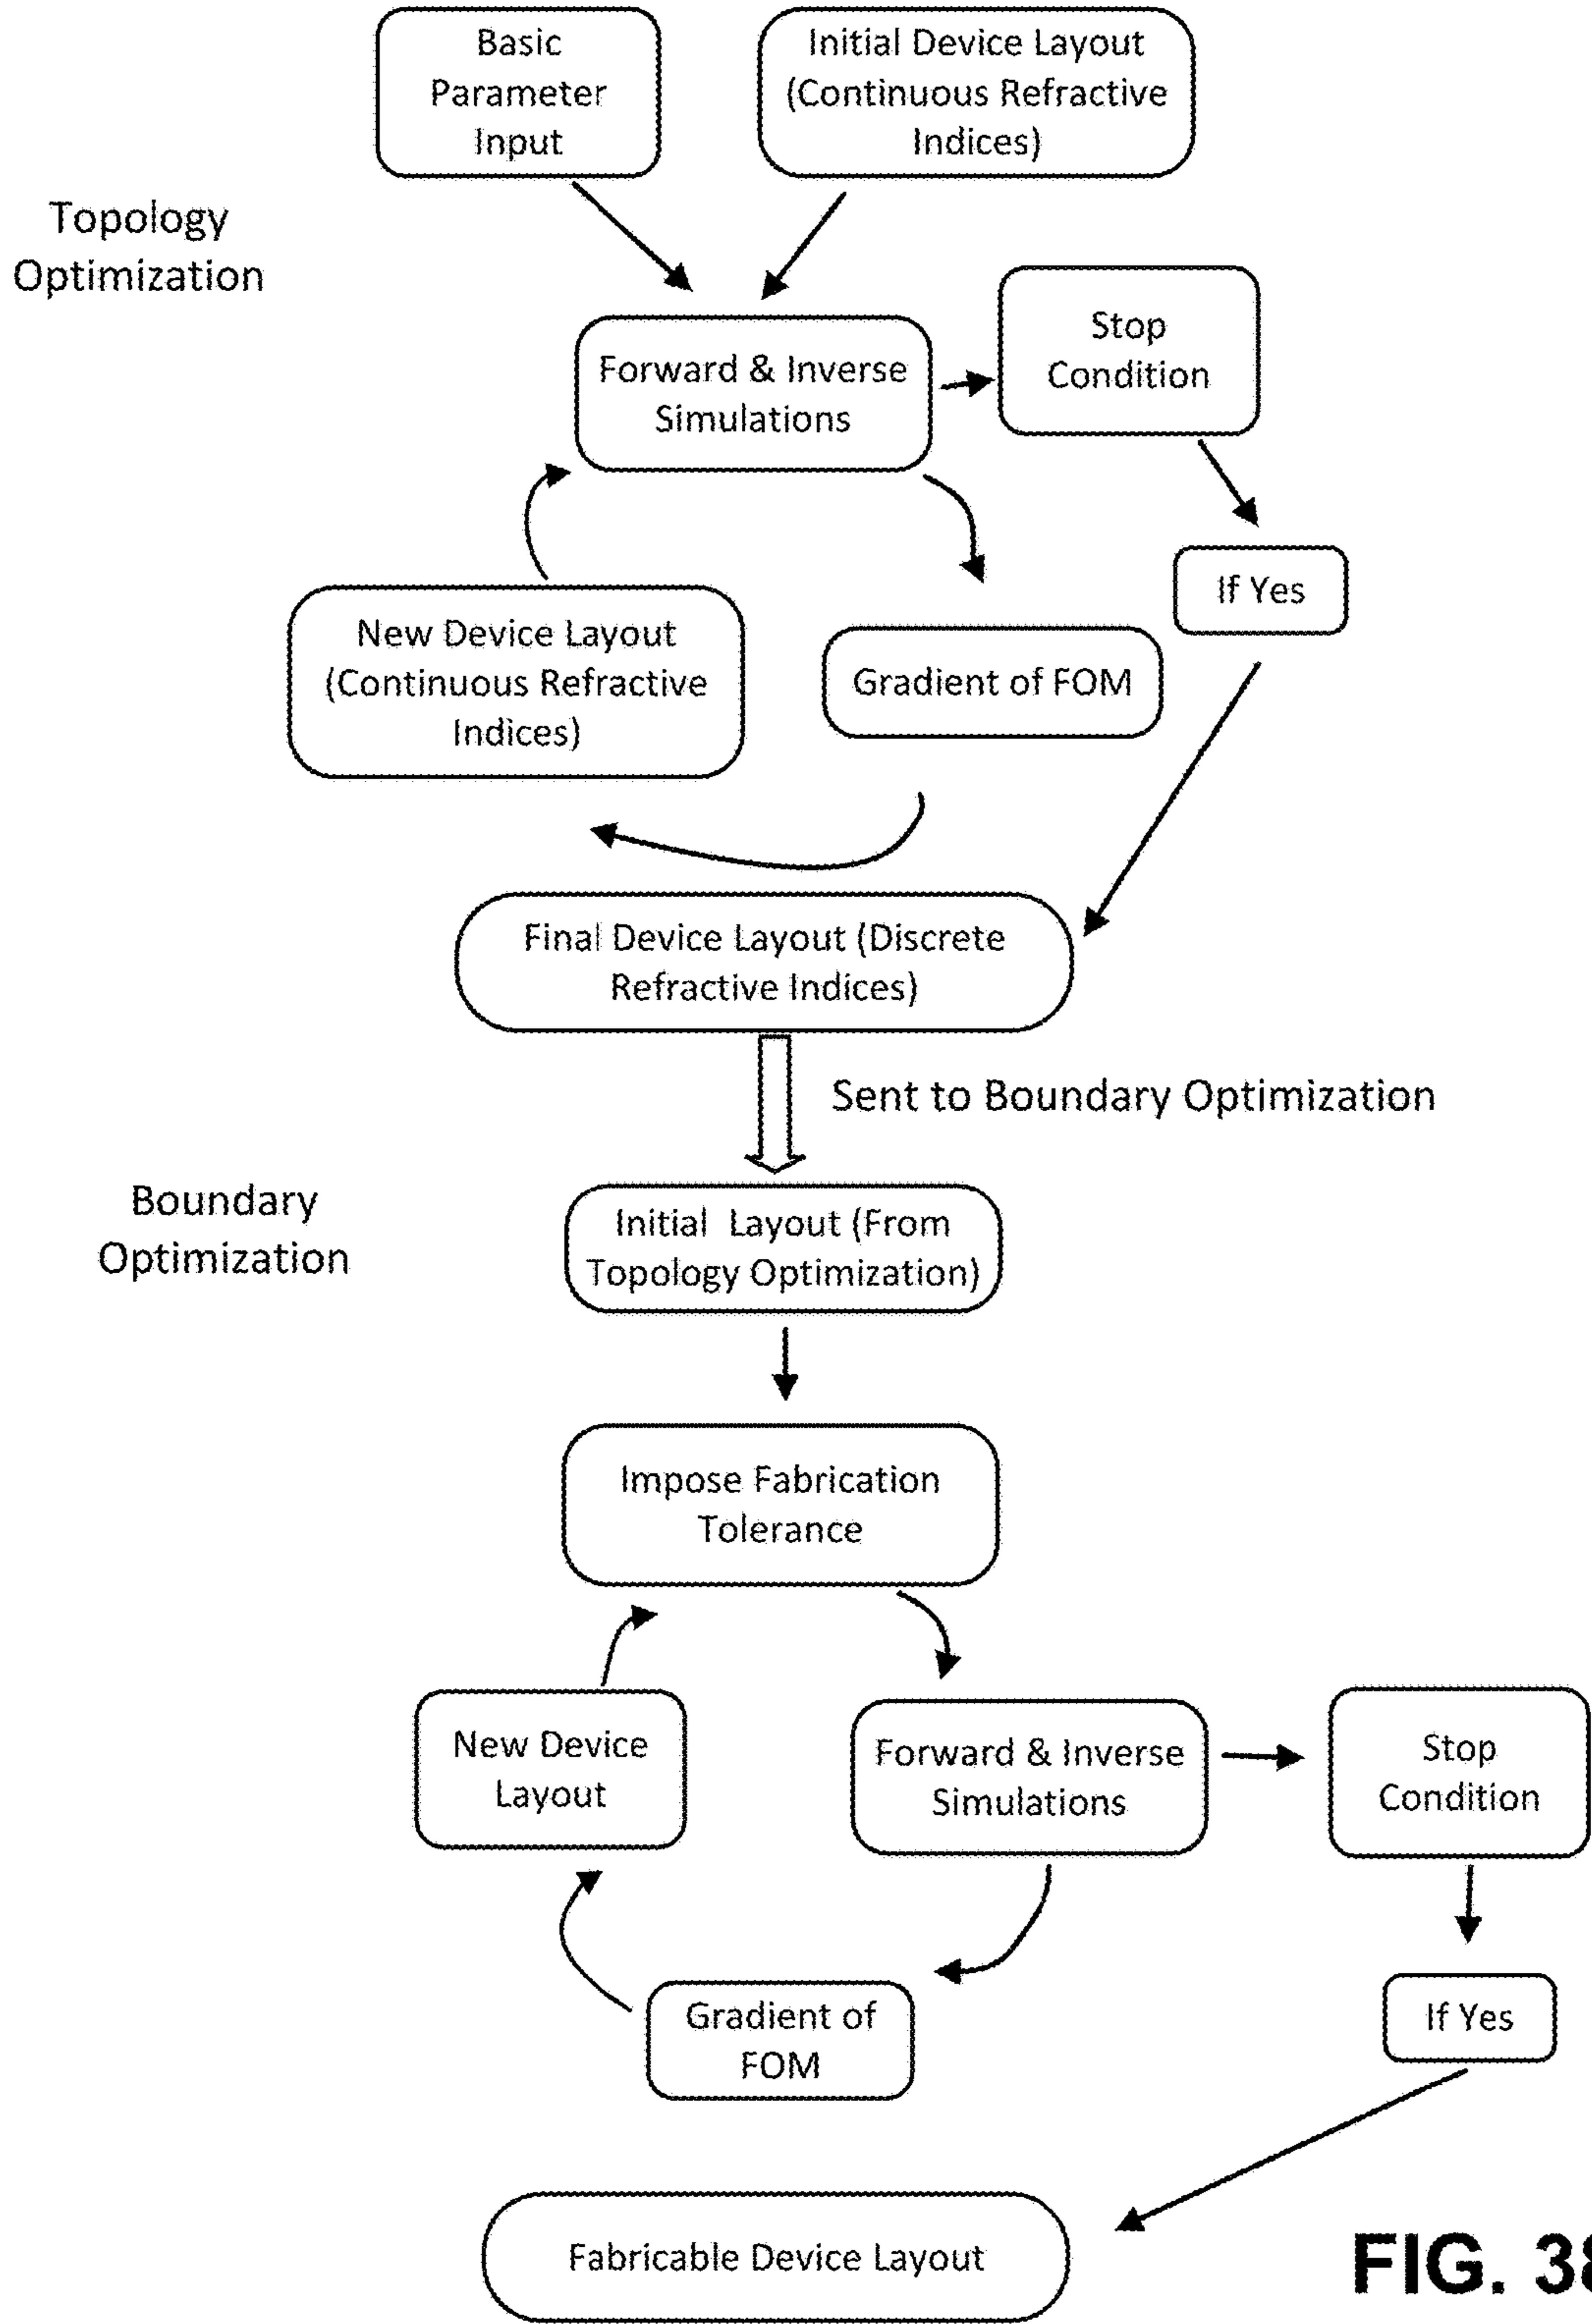 Basic
Parameter
Input
Initial Device Layout
(Continuous Refractive
Indices)
Topology
Optimization
Forward & Inverse
Simulations
Stop
Condition
If Yes
New Device Layout
(Continuous Refractive
Indices)
Gradient of FOM
Final Device Layout (Discrete
Refractive Indices)
Sent to Boundary Optimization
Boundary
Optimization
Initial Layout (From
Topology Optimization)
Impose Fabrication
Tolerance
New Device
Layout
Forward & Inverse
Simulations
Stop
Condition
Gradient of
FOM
If Yes
Fabricable Device Layout
FIG. 38